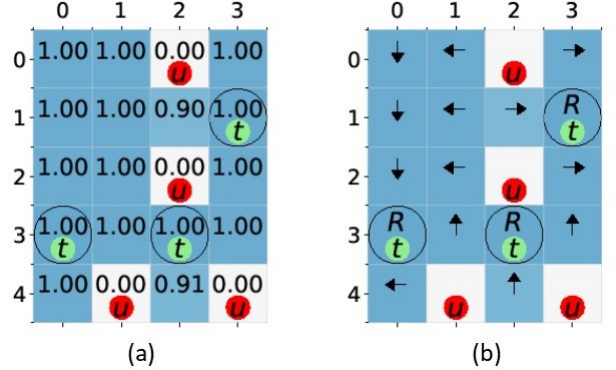 0 1 2 3
0 1.00 1.00 0.00 1.00
u
1 1.00 1.00 0.90 1.00
t
2 1.00 1.00 0.00 1.00
u
3 1.00 1.00 1.00 1.00
t t
4 1.00 0.00 0.91 0.00
u u
(a)
0 1 2 3
0 u
1 R
t
2 u
3 R R
t t
4 u u
(b)